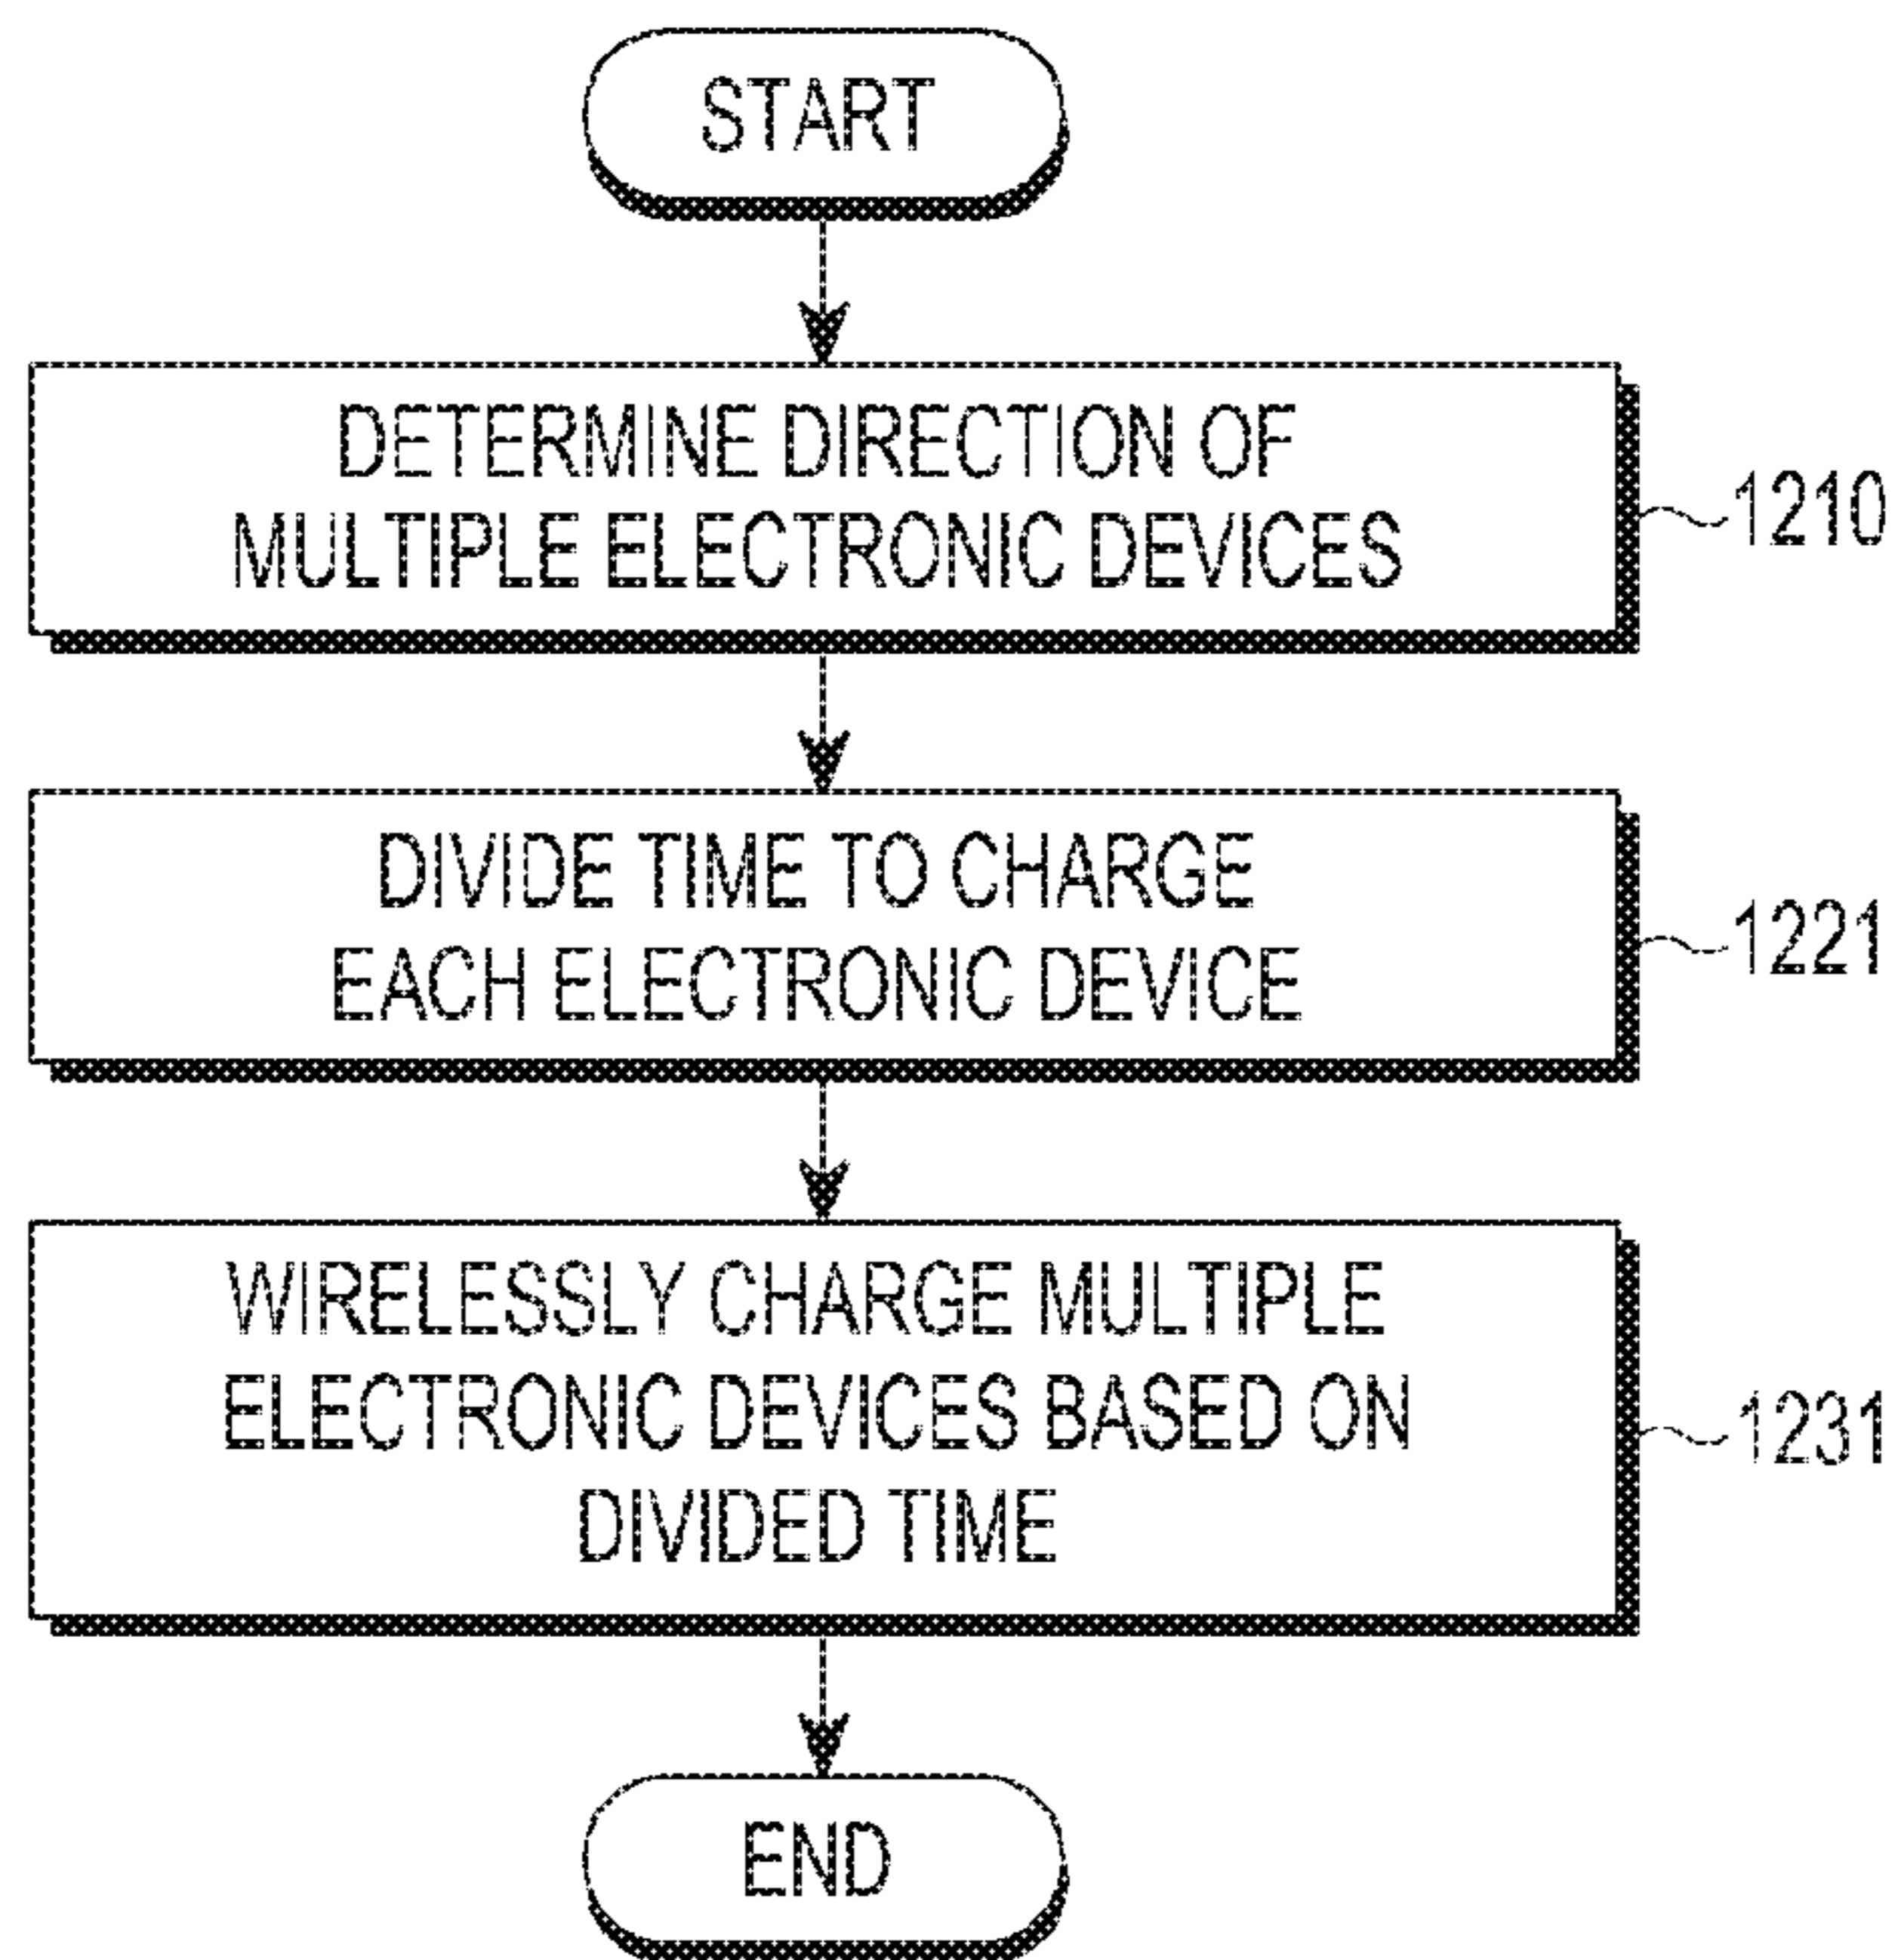 START
DETERMINE DIRECTION OF
MULTIPLE ELECTRONIC DEVICES
1210
DIVIDE TIME TO CHARGE
EACH ELECTRONIC DEVICE
1221
WIRELESSLY CHARGE MULTIPLE
ELECTRONIC DEVICES BASED ON
DIVIDED TIME
1231
END